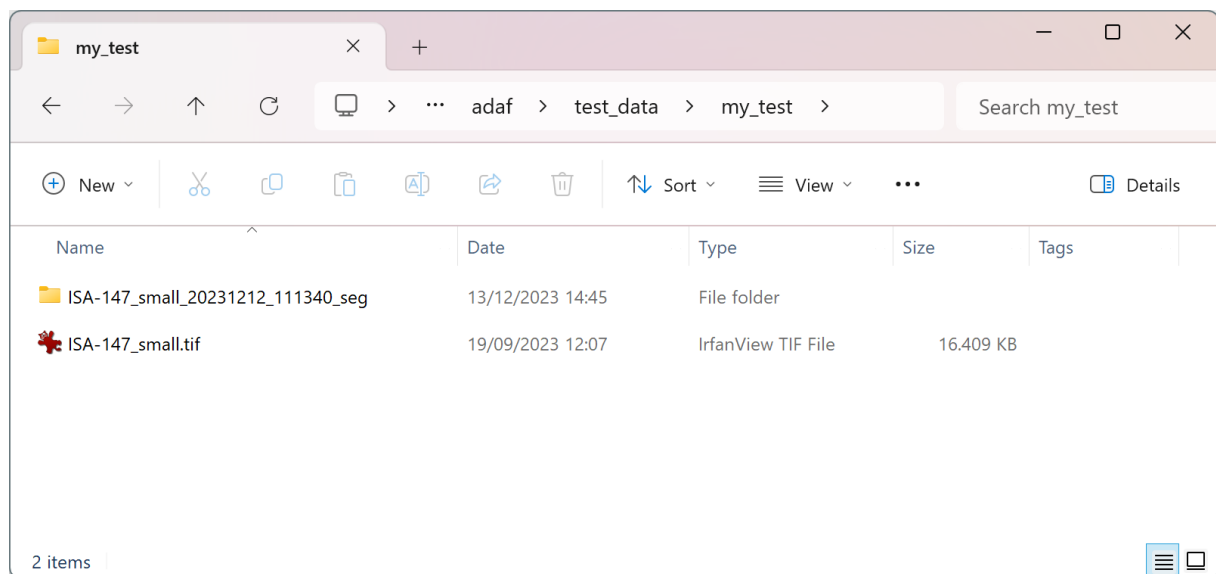 my_test
adaf > test_data > my_test >
Search my_test
New
Sort
View
Details
Name Date Type Size Tags
ISA-147_small_20231212_111340_seg 13/12/2023 14:45 File folder
ISA-147_small.tif 19/09/2023 12:07 IrfanView TIF File 16.409 KB
2 items